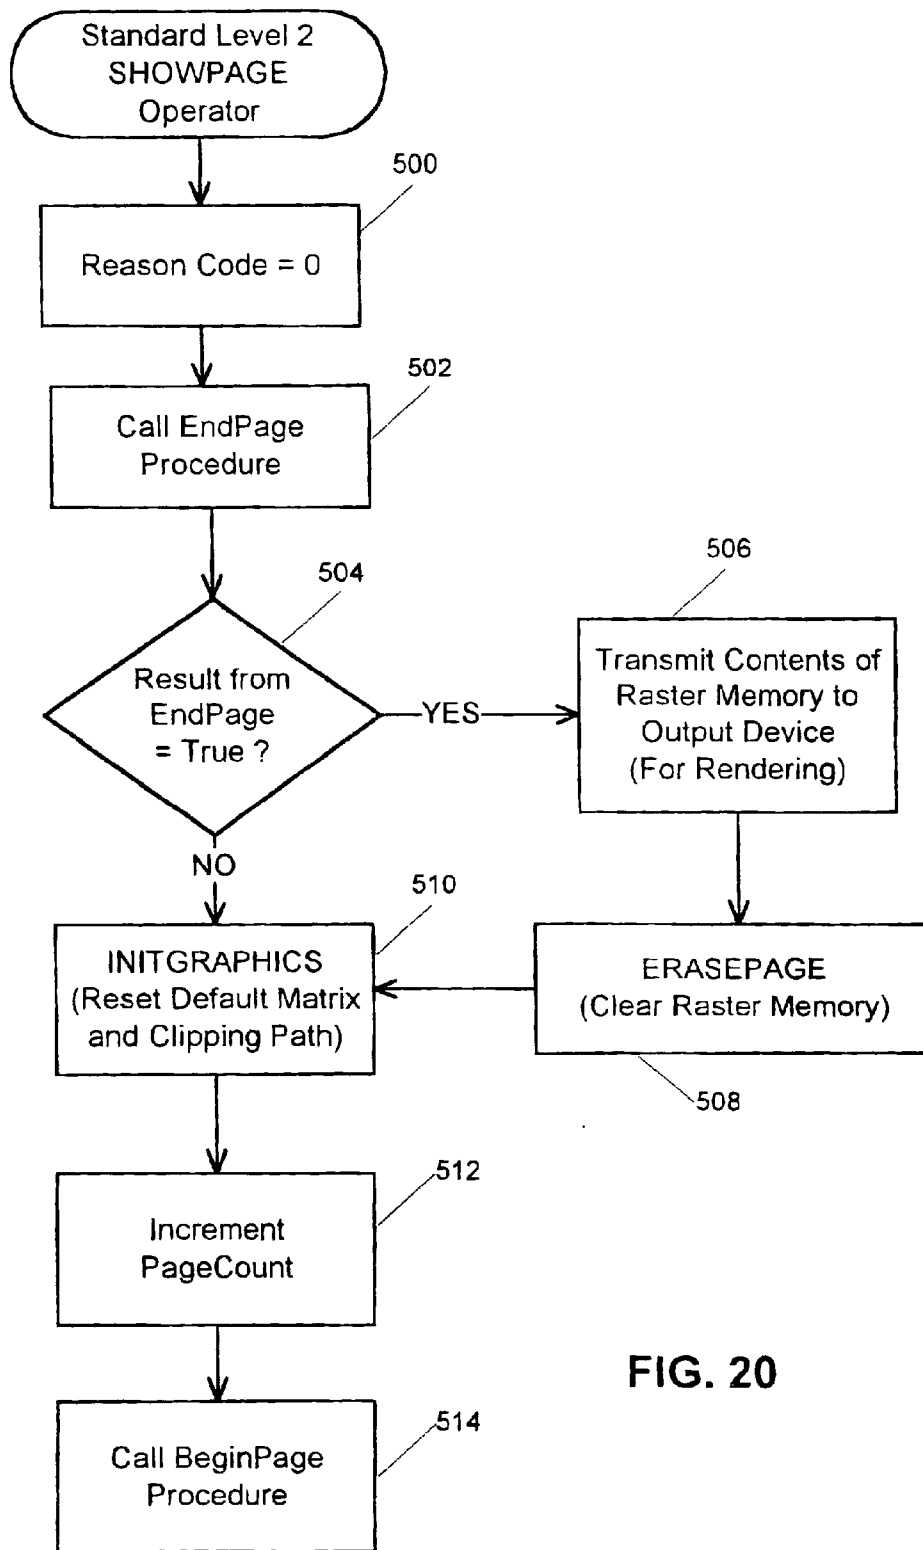 Standard Level 2
SHOWPAGE
Operator
500
Reason Code = 0
502
Call EndPage
Procedure
504
Result from
EndPage
= True ?
YES
506
Transmit Contents of
Raster Memory to
Output Device
(For Rendering)
NO
510
INITGRAPHICS
(Reset Default Matrix
and Clipping Path)
ERASEPAGE
(Clear Raster Memory)
508
512
Increment
PageCount
FIG. 20
514
Call BeginPage
Procedure